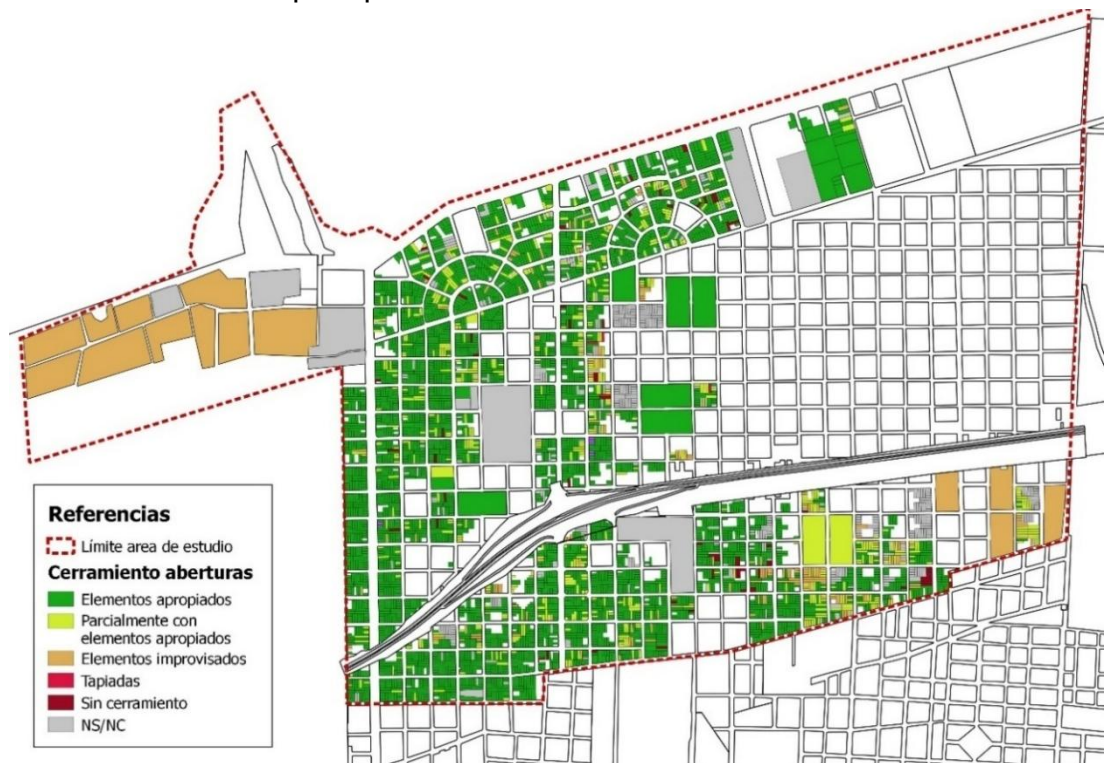 Referencias
Límite area de estudio
Cerramiento aberturas
Elementos apropiados
Parcialmente con
elementos apropiados
Elementos improvisados
Tapiadas
Sin cerramiento
NS/NC